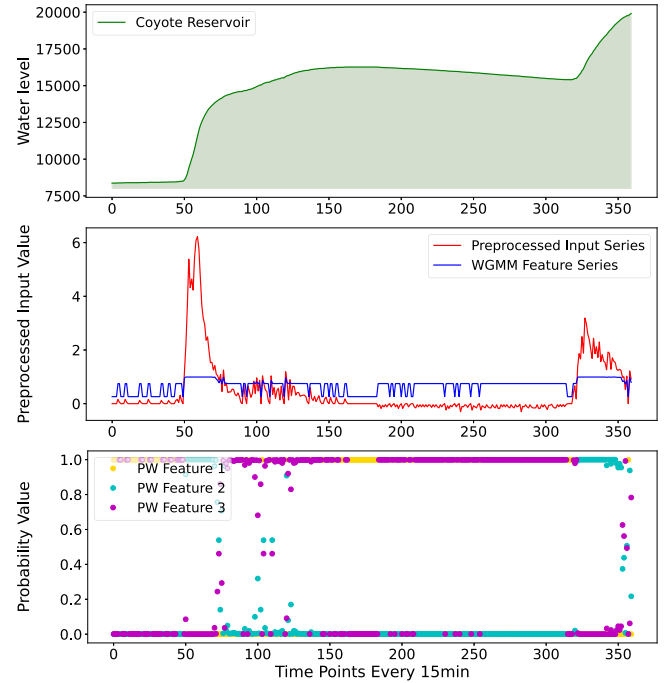 20000
17500
15000
12500
10000
7500
Water level
Coyote Reservoir
0 50 100 150 200 250 300 350
6
4
2
0
Preprocessed Input Value
Preprocessed Input Series
WGMM Feature Series
0 50 100 150 200 250 300 350
1.0
0.8
0.6
0.4
0.2
0.0
Probability Value
PW Feature 1
PW Feature 2
PW Feature 3
0 50 100 150 200 250 300 350
Time Points Every 15min